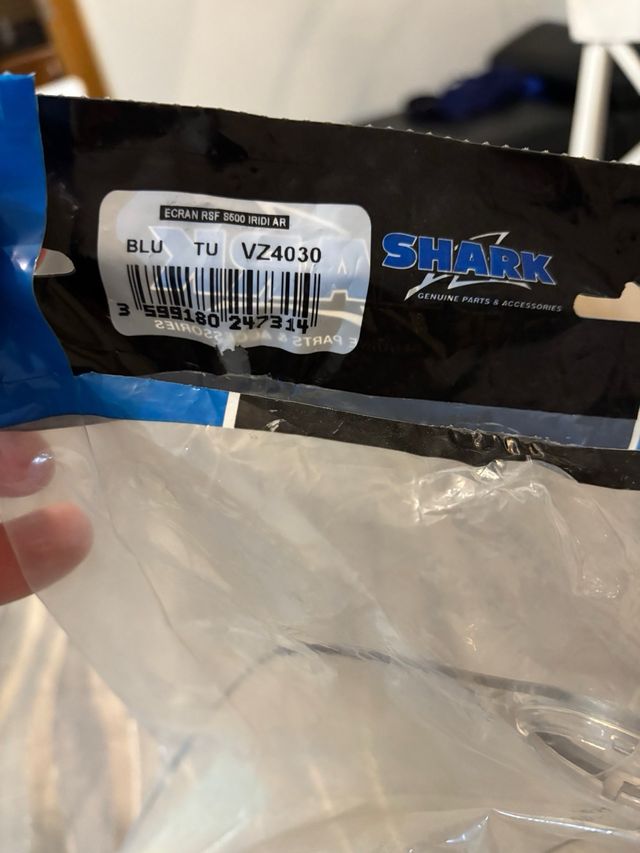 ECRAN RSF S600 IRIDI AR
BLU TU VZ4030
3 599180 247314
SHARK
GENUINE PARTS & ACCESSORIES